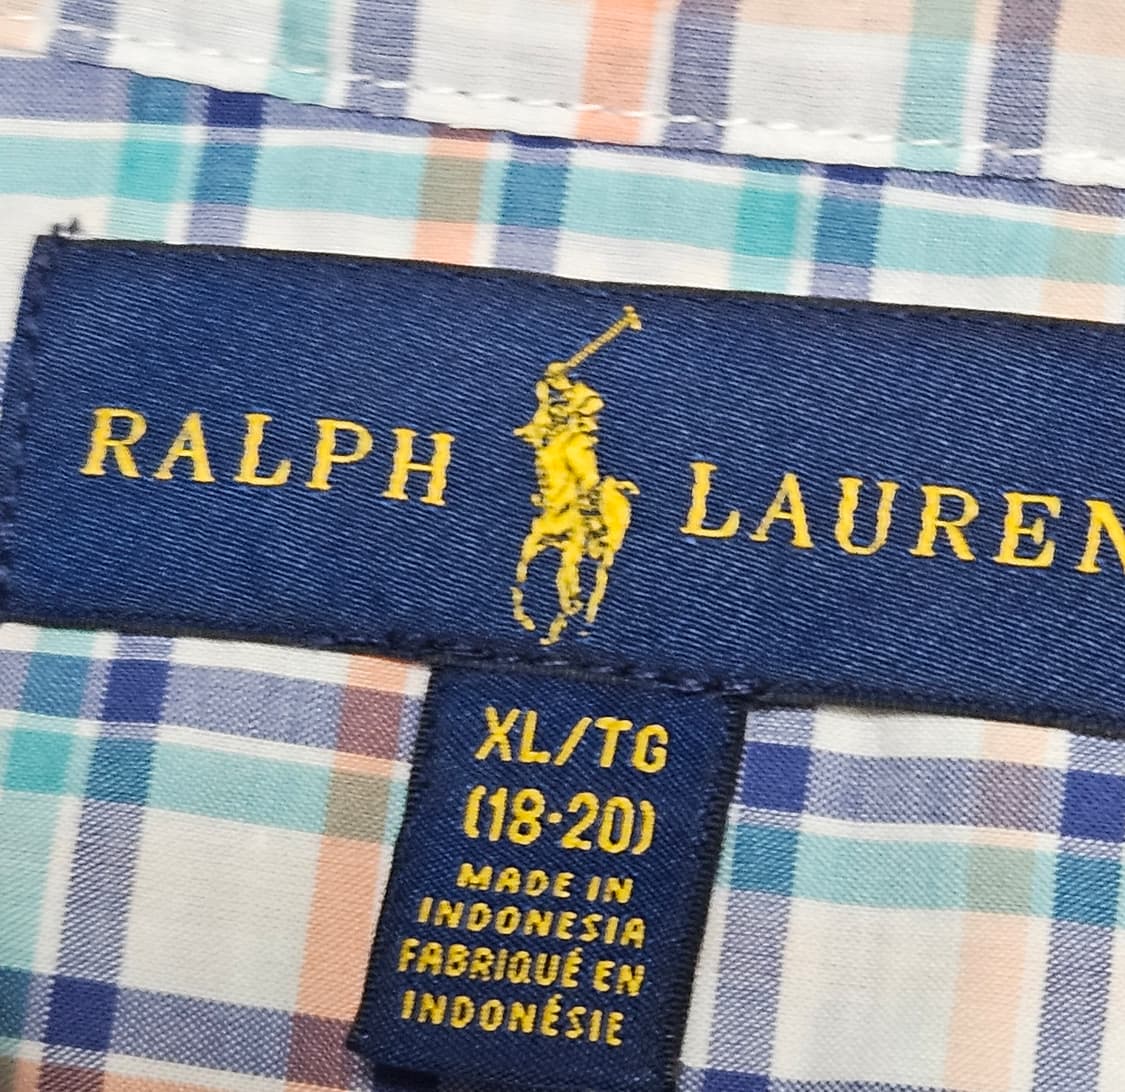 RALPH LAUREN
XL/TG
(18·20)
MADE IN
INDONESIA
FABRIQUÉ EN
INDONÉSIE